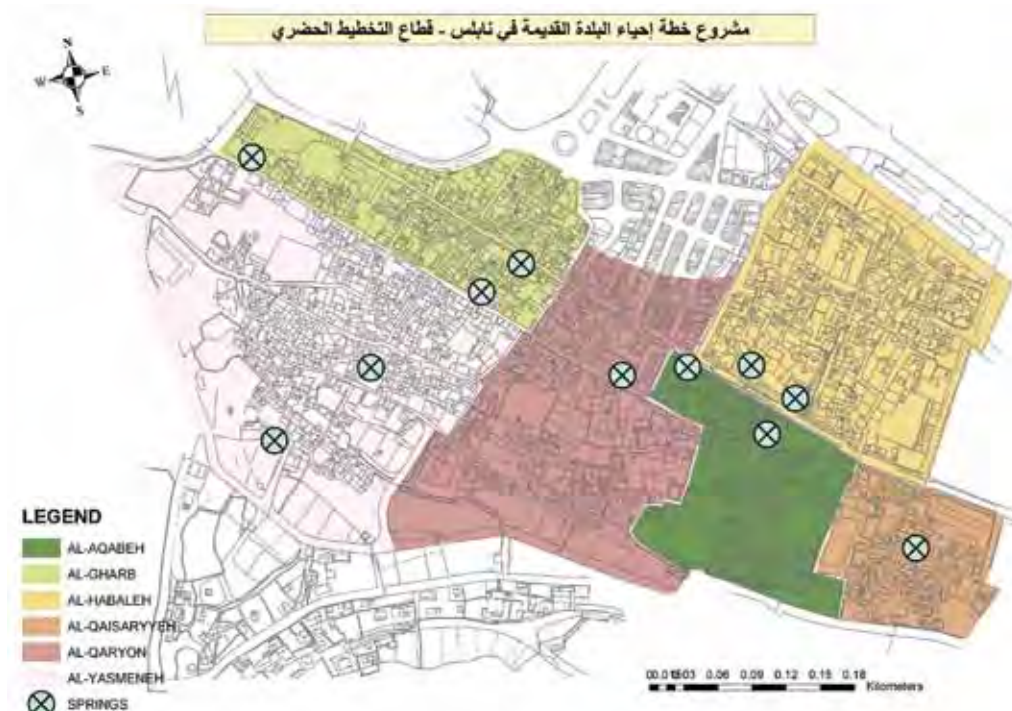 مشروع خطة إحياء البلدة القديمة في نابلس - قطاع التخطيط الحضري
S
W E
S
LEGEND
AL-AQABEH
AL-GHARB
AL-HABALEH
AL-QAISARYYEH
AL-QARYON
AL-YASMENEH
SPRINGS
0.06 0.09 0.12 0.15 0.18
Kilometers